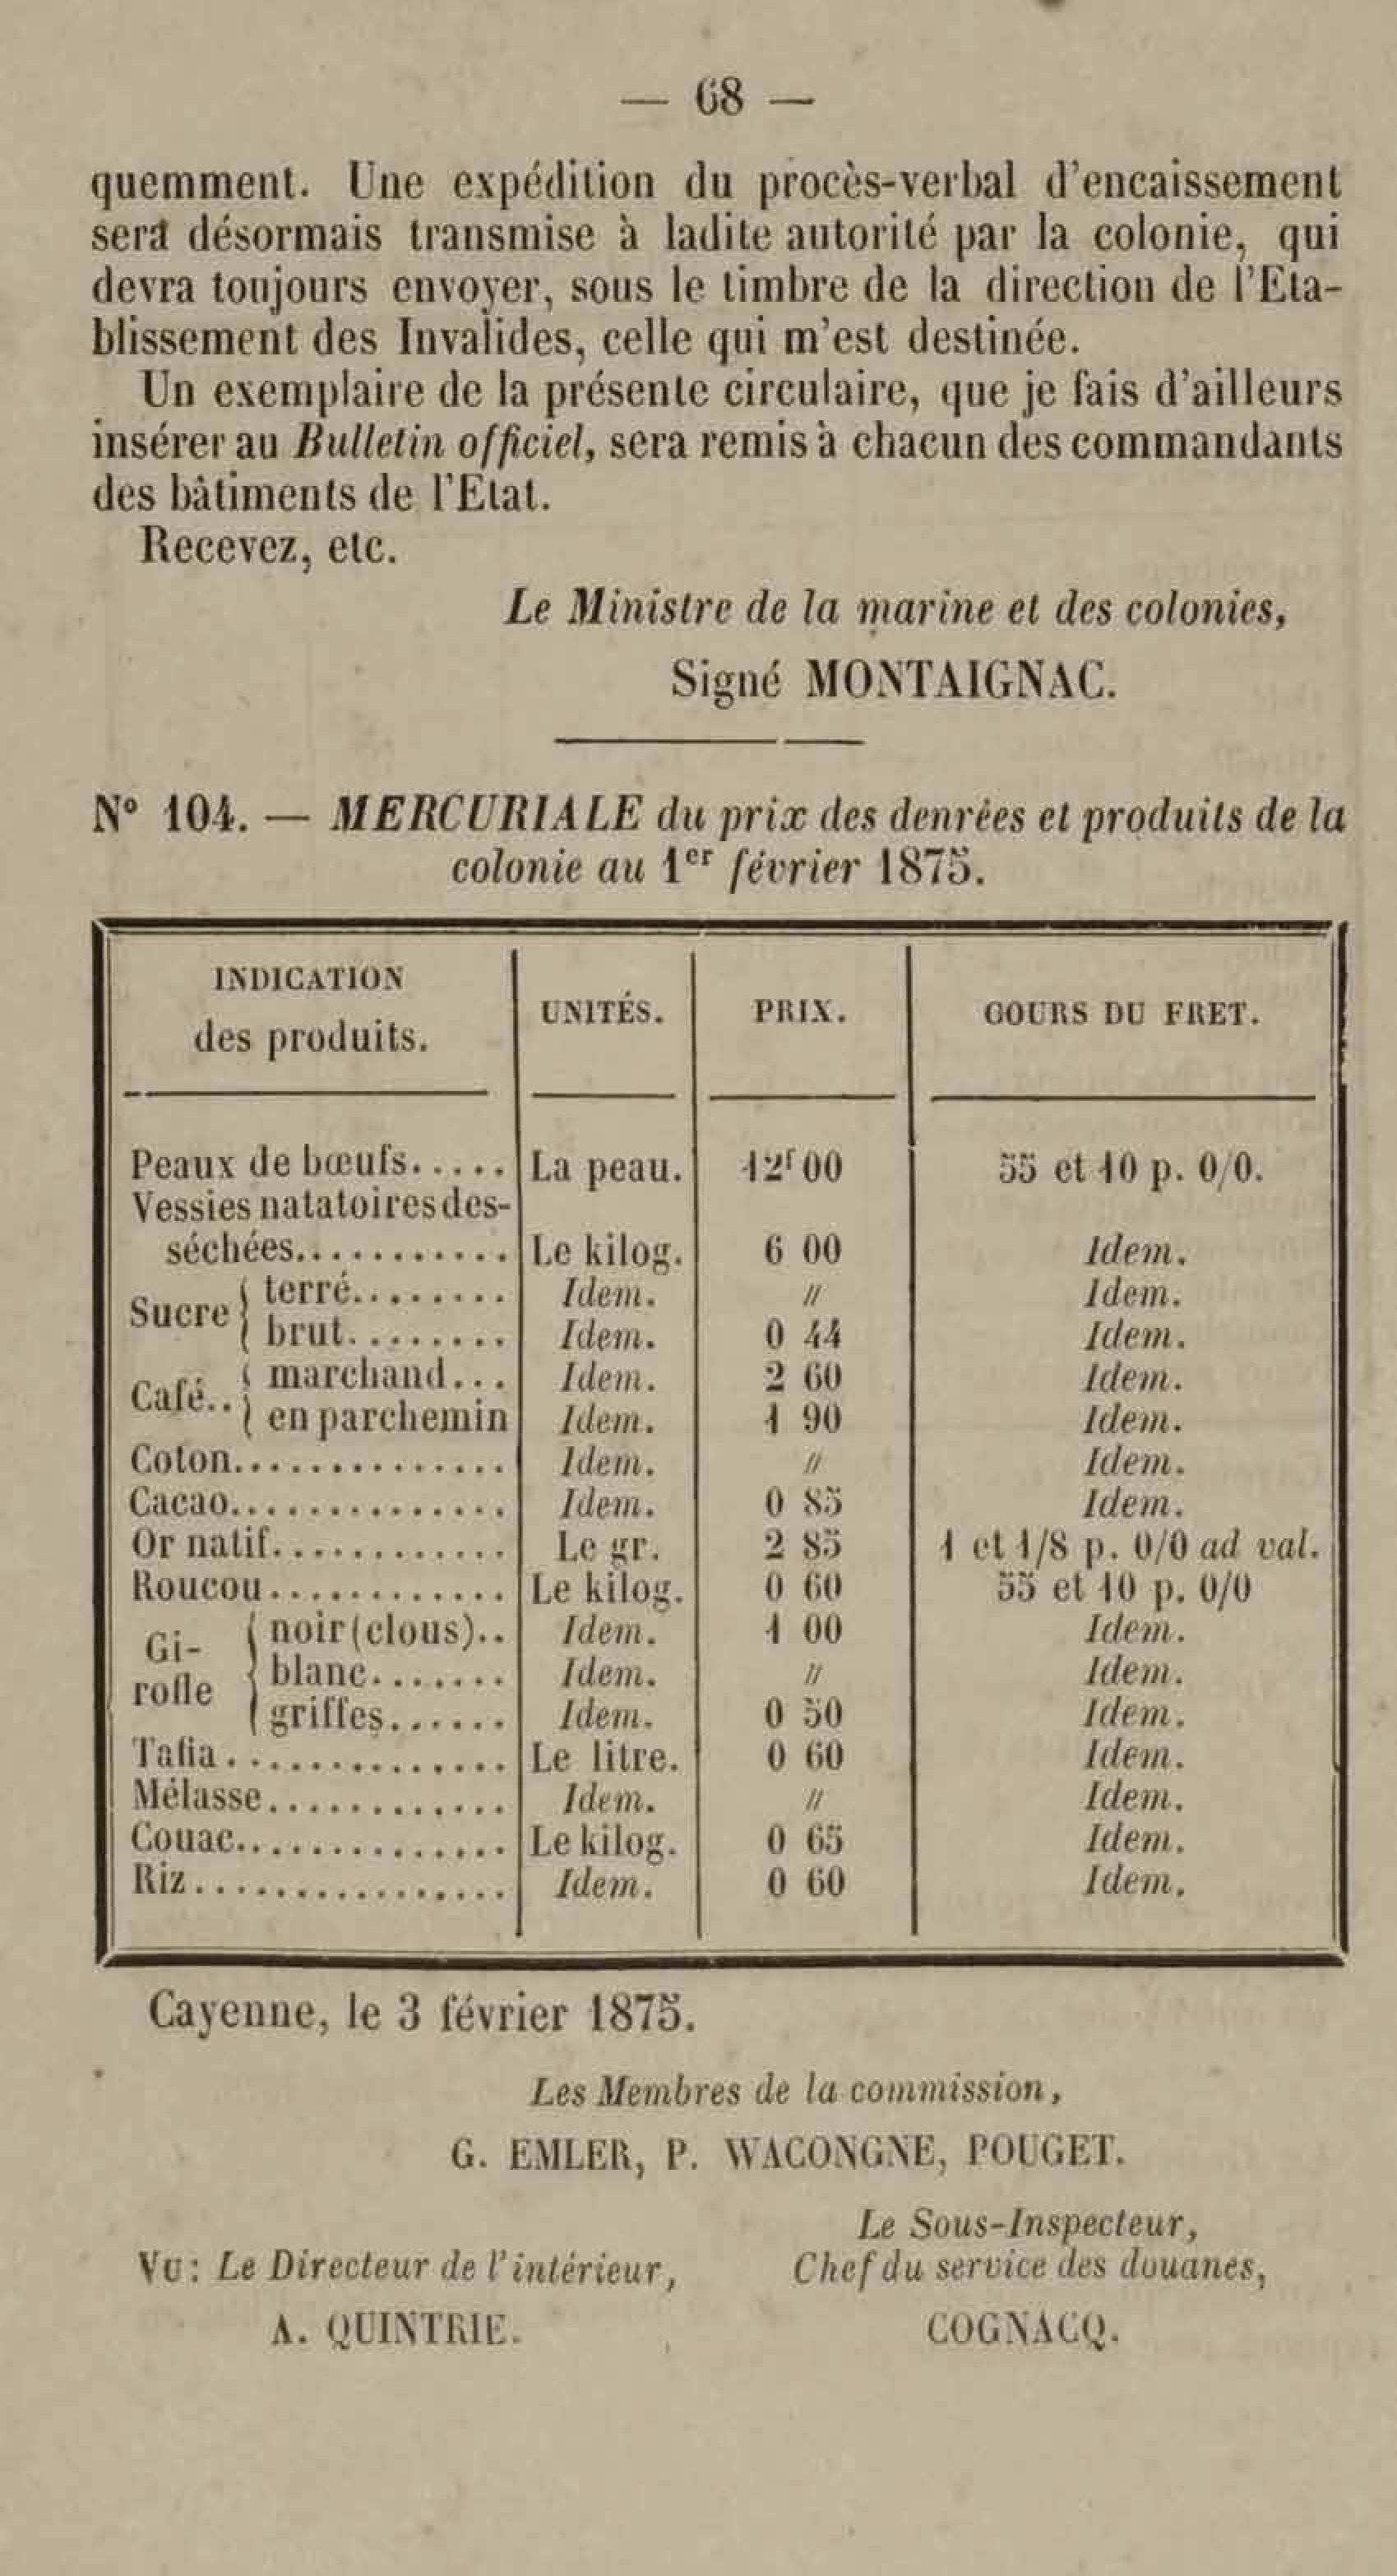 — 68 —
quemment. Une expédition du procès-verbal d'encaissement
sera désormais transmise à ladite autorité par la colonie, qui
devra toujours envoyer, sous le timbre de la direction de l'Eta-
blissement des Invalides, celle qui m'est destinée.
Un exemplaire de la présente circulaire, que je fais d'ailleurs
insérer au Bulletin officiel, sera remis à chacun des commandants
des bâtiments de l'Etat.
Recevez, etc.
Le Ministre de la marine et des colonies,
Signé MONTAIGNAC.
N° 104. — MERCURIALE du prix des denrées et produits de la
colonie au 1er février 1875.
INDICATION des produits. UNITÉS. PRIX. COURS DU FRET.
Peaux de bœufs..... La peau. 12f 00 55 et 10 p. 0/0.
Vessies natatoires des-
séchées........... Le kilog. 6 00 Idem.
Sucre { terré........ Idem. " Idem.
brut........ Idem. 0 44 Idem.
Café.. { marchand... Idem. 2 60 Idem.
en parchemin Idem. 1 90 Idem.
Coton.............. Idem. " Idem.
Cacao.............. Idem. 0 85 Idem.
Or natif............ Le gr. 2 85 1 et 1/8 p. 0/0 ad val.
Roucou............ Le kilog. 0 60 55 et 10 p. 0/0
Gi-rofle { noir (clous).. Idem. 1 00 Idem.
blanc....... Idem. " Idem.
griffes...... Idem. 0 50 Idem.
Tafia.............. Le litre. 0 60 Idem.
Mélasse............ Idem. " Idem.
Couac.............. Le kilog. 0 65 Idem.
Riz................ Idem. 0 60 Idem.
Cayenne, le 3 février 1875.
Les Membres de la commission,
G. EMLER, P. WACONGNE, POUGET.
Le Sous-Inspecteur,
Vu: Le Directeur de l'intérieur, Chef du service des douanes,
A. QUINTRIE. COGNACQ.